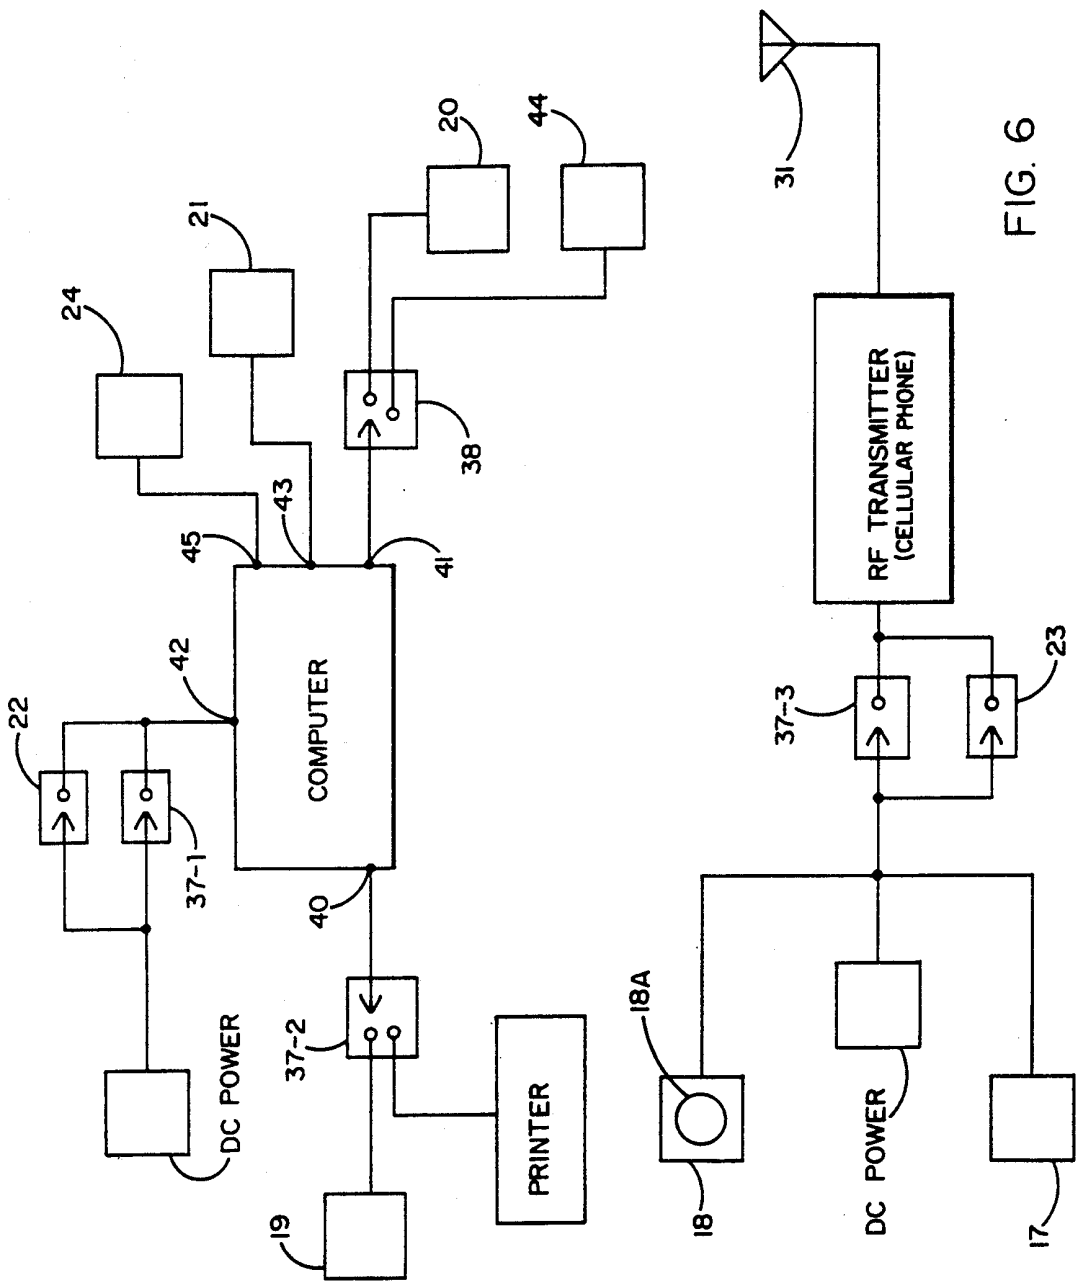 22
24
42
37-1
45
21
DC POWER
19
43
37-2
40
COMPUTER
41
20
38
PRINTER
44
18A
18
37-3
31
DC POWER
RF TRANSMITTER
(CELLULAR PHONE)
17
23
FIG. 6